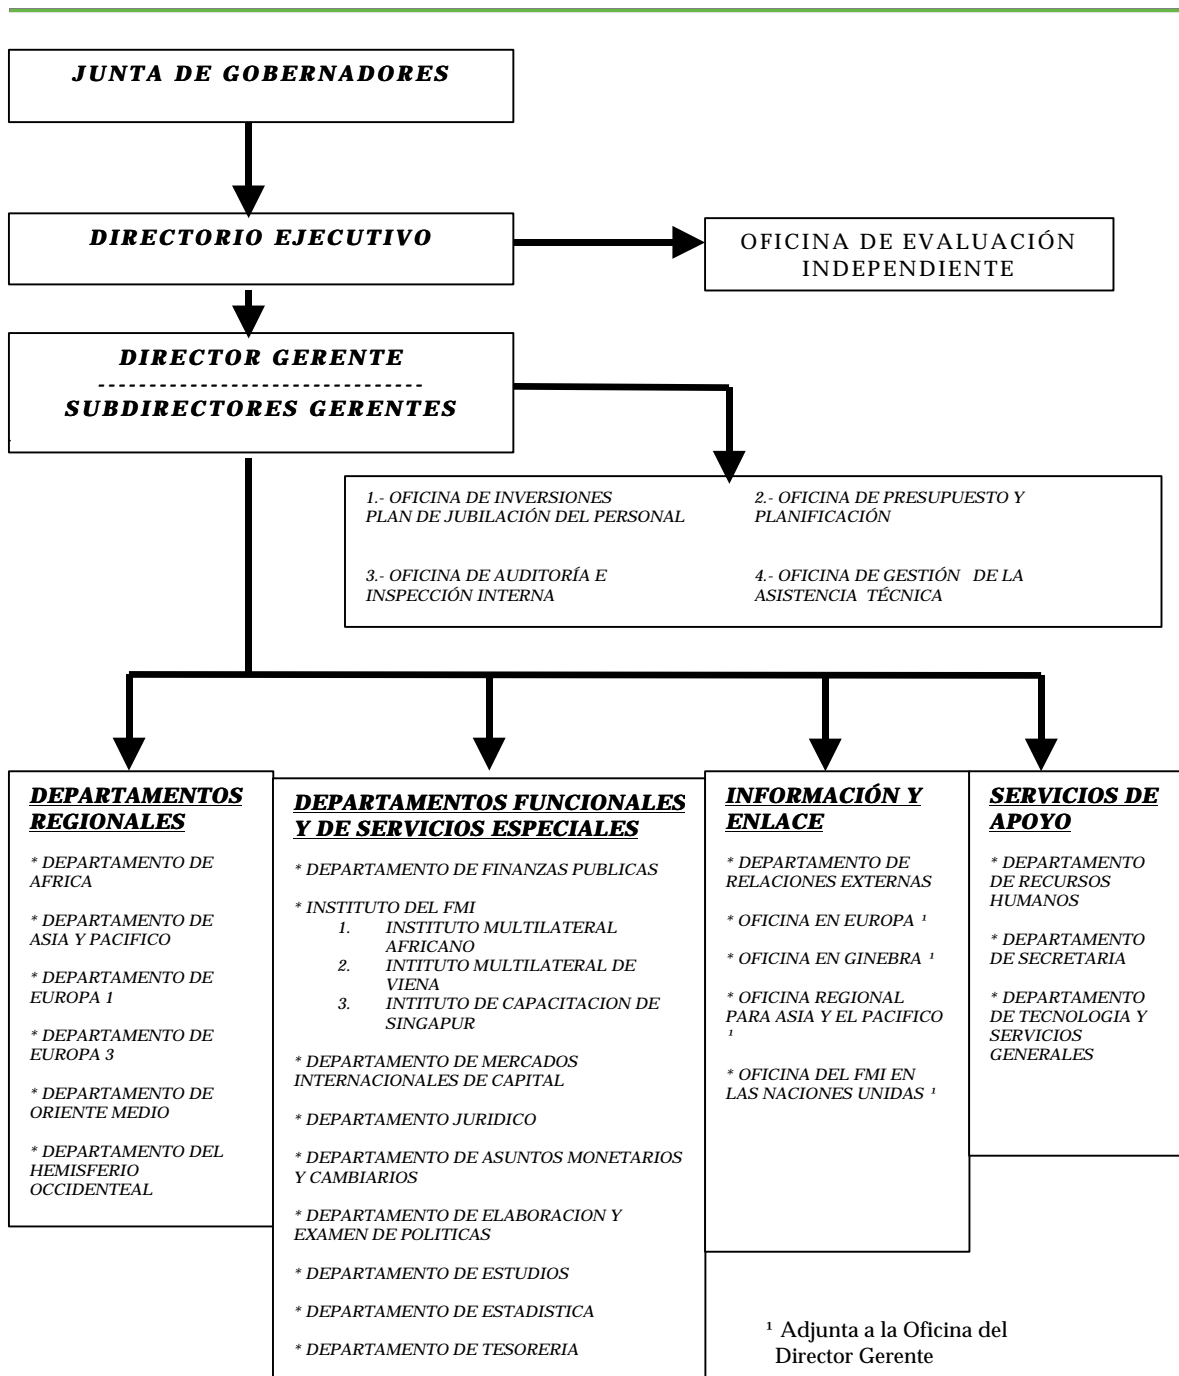 JUNTA DE GOBERNADORES
DIRECTORIO EJECUTIVO
OFICINA DE EVALUACIÓN
INDEPENDIENTE
DIRECTOR GERENTE
--------------------------------
SUBDIRECTORES GERENTES
1.- OFICINA DE INVERSIONES
PLAN DE JUBILACIÓN DEL PERSONAL
2.- OFICINA DE PRESUPUESTO Y
PLANIFICACIÓN
3.- OFICINA DE AUDITORÍA E
INSPECCIÓN INTERNA
4.- OFICINA DE GESTIÓN DE LA
ASISTENCIA TÉCNICA
DEPARTAMENTOS
REGIONALES
* DEPARTAMENTO DE
AFRICA
* DEPARTAMENTO DE
ASIA Y PACIFICO
* DEPARTAMENTO DE
EUROPA 1
* DEPARTAMENTO DE
EUROPA 3
* DEPARTAMENTO DE
ORIENTE MEDIO
* DEPARTAMENTO DEL
HEMISFERIO
OCCIDENTEAL
DEPARTAMENTOS FUNCIONALES
Y DE SERVICIOS ESPECIALES
* DEPARTAMENTO DE FINANZAS PUBLICAS
* INSTITUTO DEL FMI
1. INSTITUTO MULTILATERAL
AFRICANO
2. INTITUTO MULTILATERAL DE
VIENA
3. INTITUTO DE CAPACITACION DE
SINGAPUR
* DEPARTAMENTO DE MERCADOS
INTERNACIONALES DE CAPITAL
* DEPARTAMENTO JURIDICO
* DEPARTAMENTO DE ASUNTOS MONETARIOS
Y CAMBIARIOS
* DEPARTAMENTO DE ELABORACION Y
EXAMEN DE POLITICAS
* DEPARTAMENTO DE ESTUDIOS
* DEPARTAMENTO DE ESTADISTICA
* DEPARTAMENTO DE TESORERIA
INFORMACIÓN Y
ENLACE
* DEPARTAMENTO DE
RELACIONES EXTERNAS
* OFICINA EN EUROPA ¹
* OFICINA EN GINEBRA ¹
* OFICINA REGIONAL
PARA ASIA Y EL PACIFICO
¹
* OFICINA DEL FMI EN
LAS NACIONES UNIDAS ¹
SERVICIOS DE
APOYO
* DEPARTAMENTO
DE RECURSOS
HUMANOS
* DEPARTAMENTO
DE SECRETARIA
* DEPARTAMENTO
DE TECNOLOGIA Y
SERVICIOS
GENERALES
¹ Adjunta a la Oficina del
Director Gerente